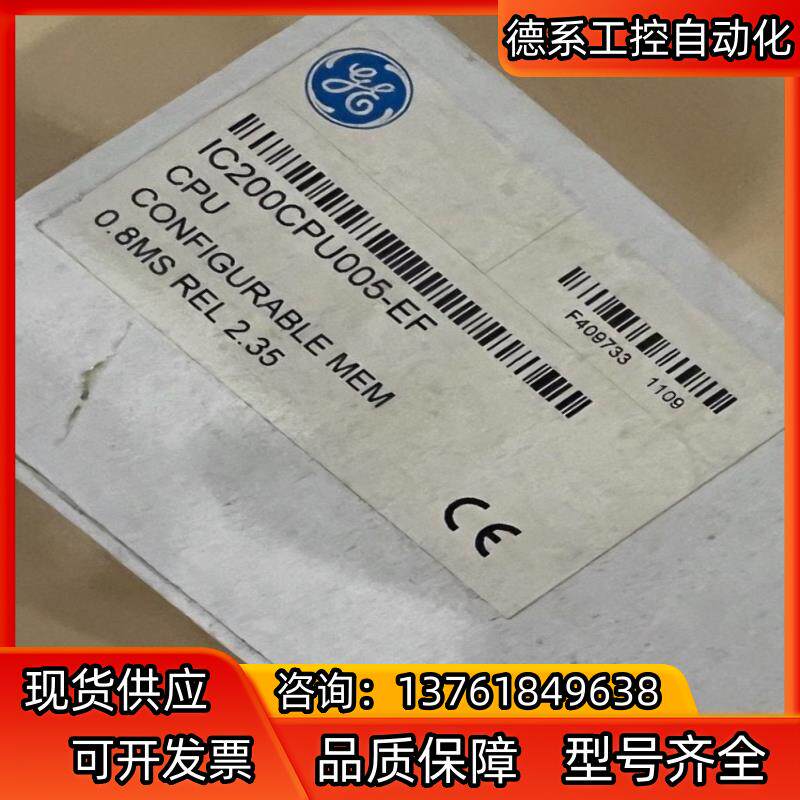 德系工控自动化
GE
IC200CPU005-EF
CPU
CONFIGURABLE MEM
0.8MS REL 2.35
F409733 1109
CE
现货供应
咨询：13761849638
可开发票
品质保障
型号齐全